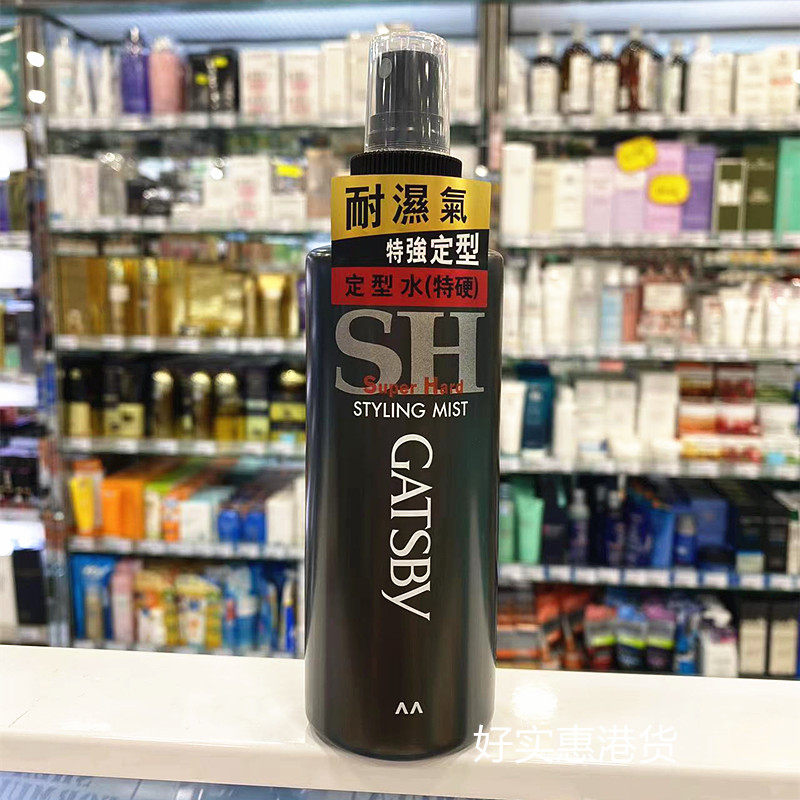 耐濕氣
特強定型
定型水(特硬)
SH
Super Hard
STYLING MIST
GATSBY
好实惠港货